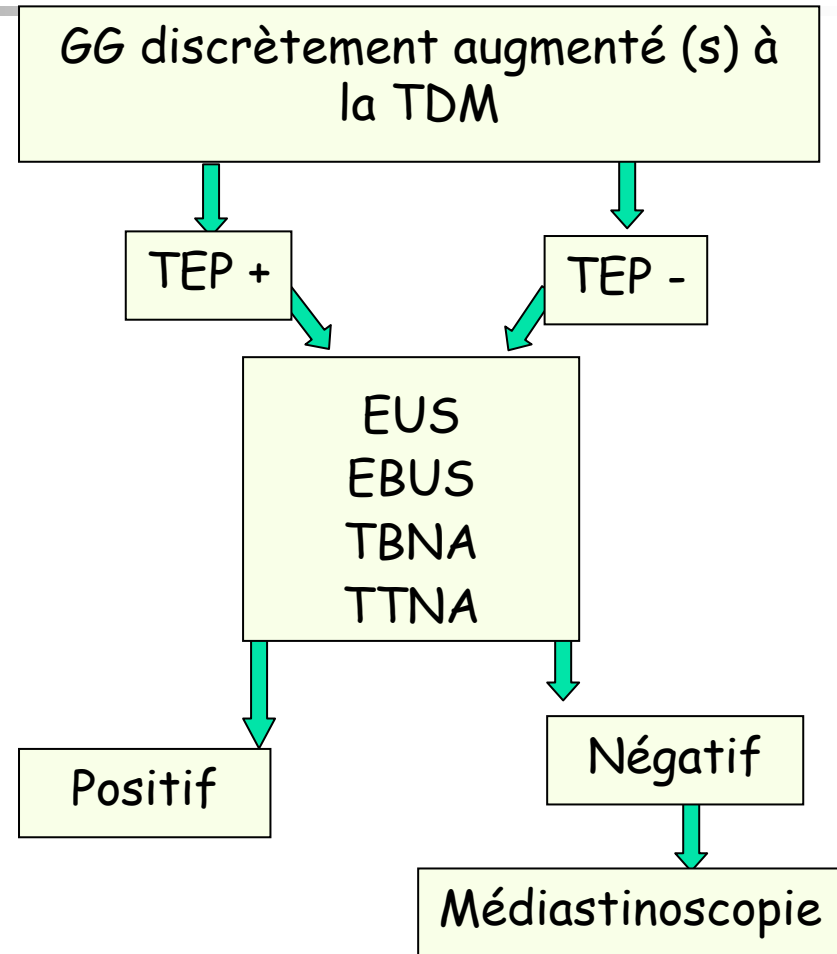 GG discrètement augmenté (s) à
la TDM
TEP +
TEP -
EUS
EBUS
TBNA
TTNA
Positif
Négatif
Médiastinoscopie